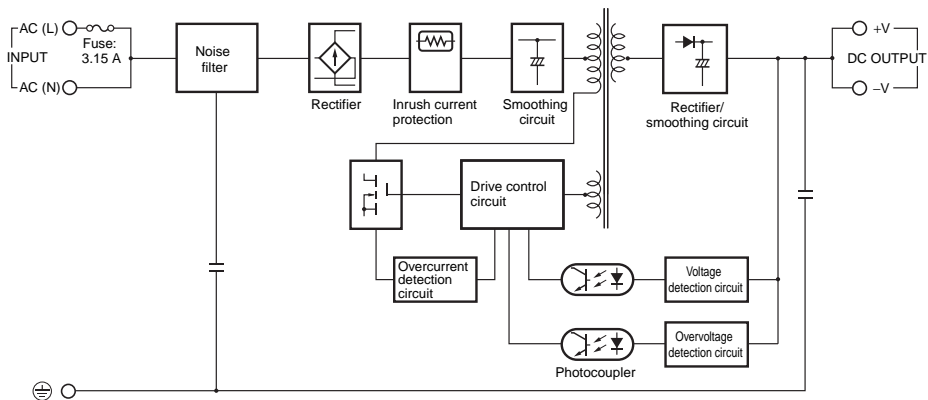 AC (L)
Fuse:
3.15 A
INPUT
AC (N)
Noise
filter
Rectifier
Inrush current
protection
Smoothing
circuit
Rectifier/
smoothing circuit
+V
DC OUTPUT
–V
Drive control
circuit
Overcurrent
detection
circuit
Voltage
detection circuit
Overvoltage
detection circuit
Photocoupler